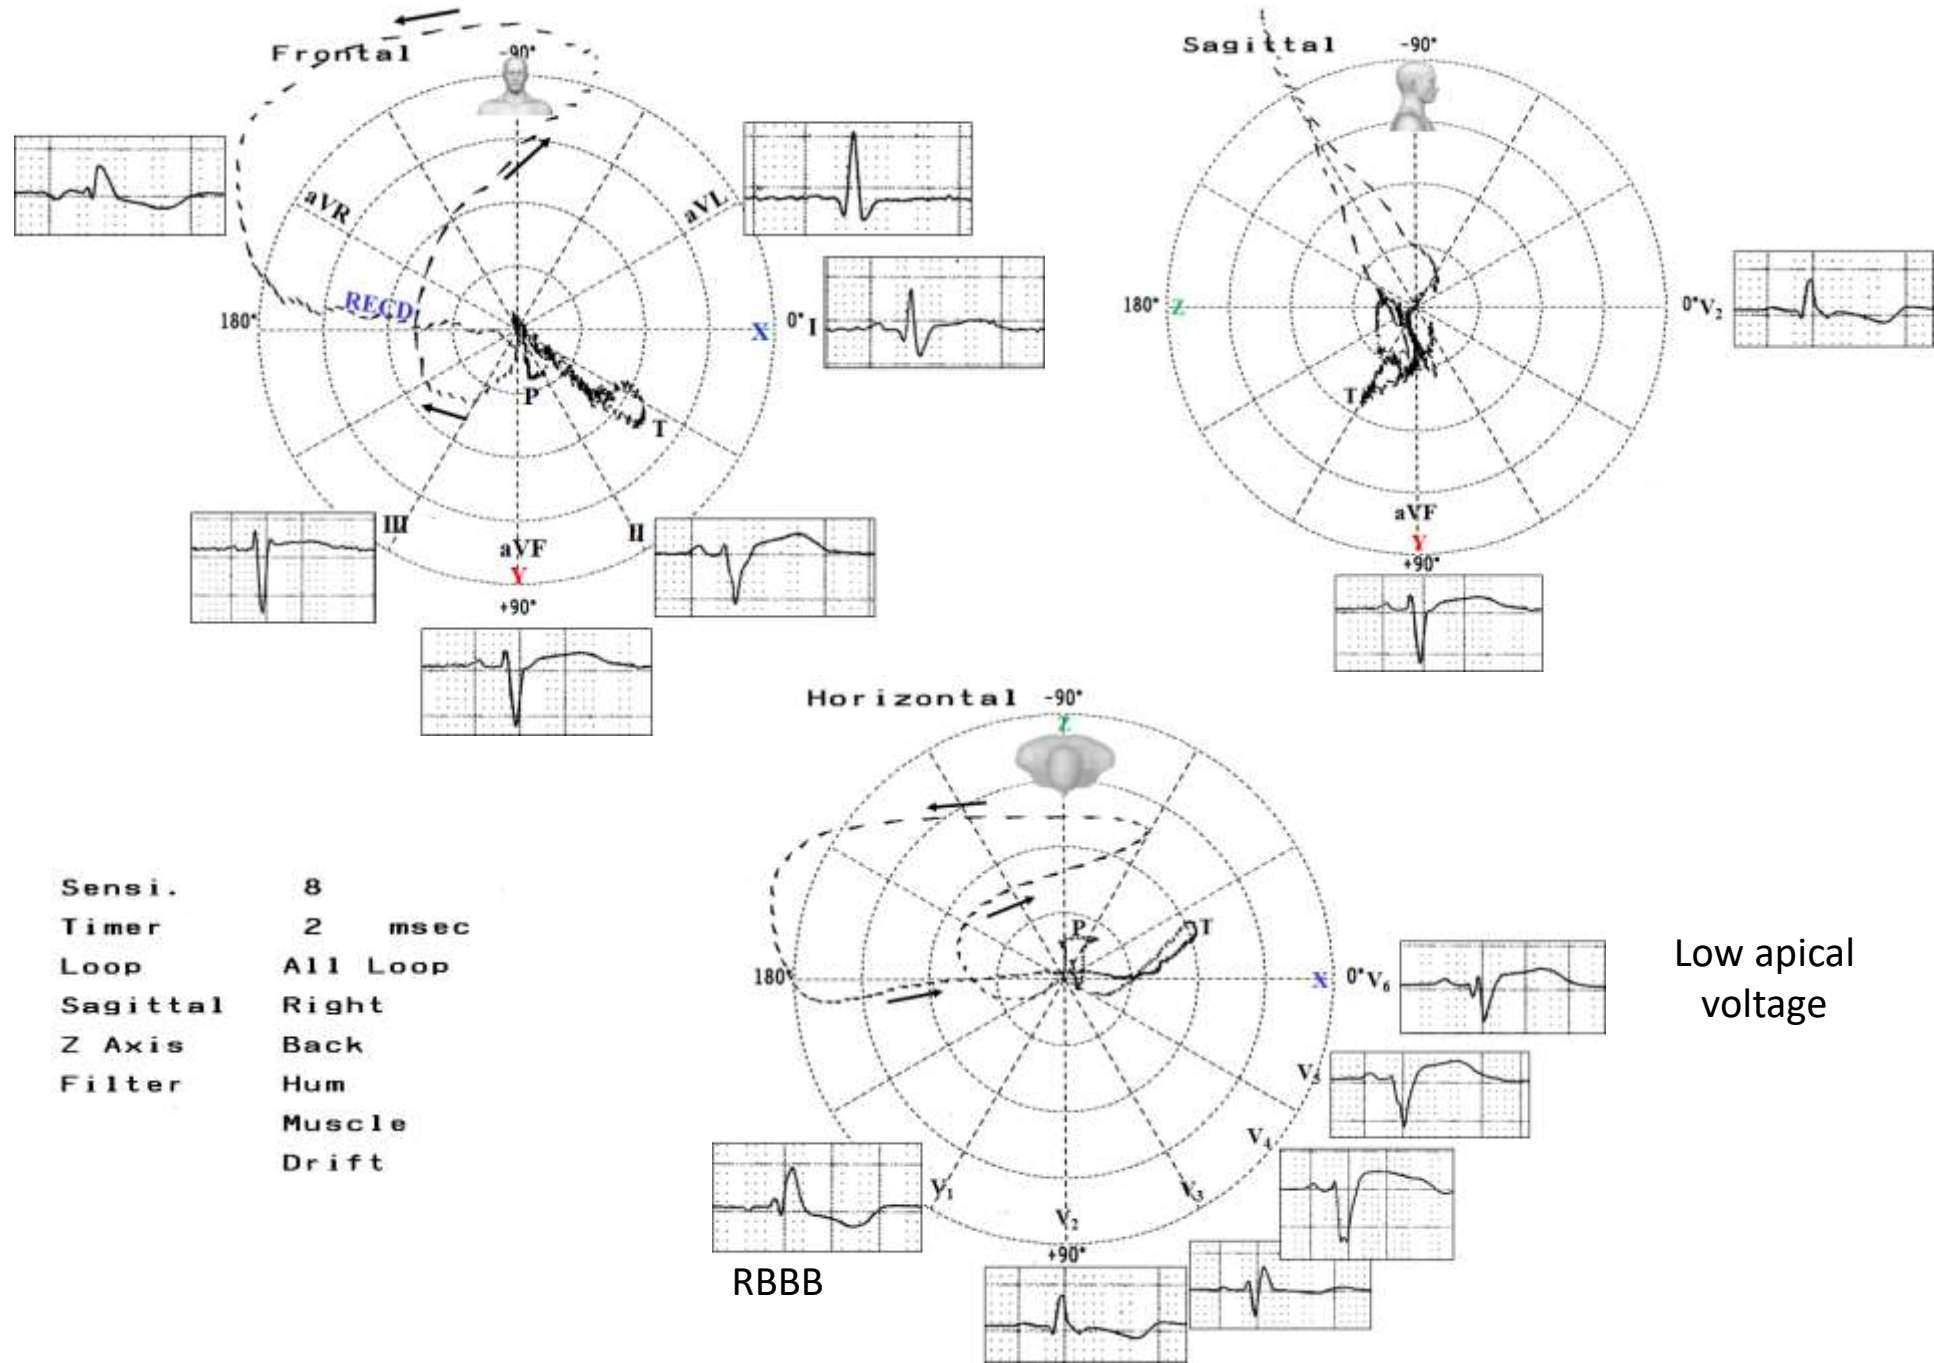 Frontal
-90°
aVR
aVL
RECD
180°
X
0° I
P
T
III
aVF
II
Y
+90°
Sagittal
-90°
180° Z
0° V2
T
aVF
Y
+90°
Horizontal
-90°
Z
P
T
180°
X
0° V6
V5
V4
V3
V1
V2
+90°
RBBB
Low apical
voltage
Sensi. 8
Timer 2 msec
Loop All Loop
Sagittal Right
Z Axis Back
Filter Hum
Muscle
Drift